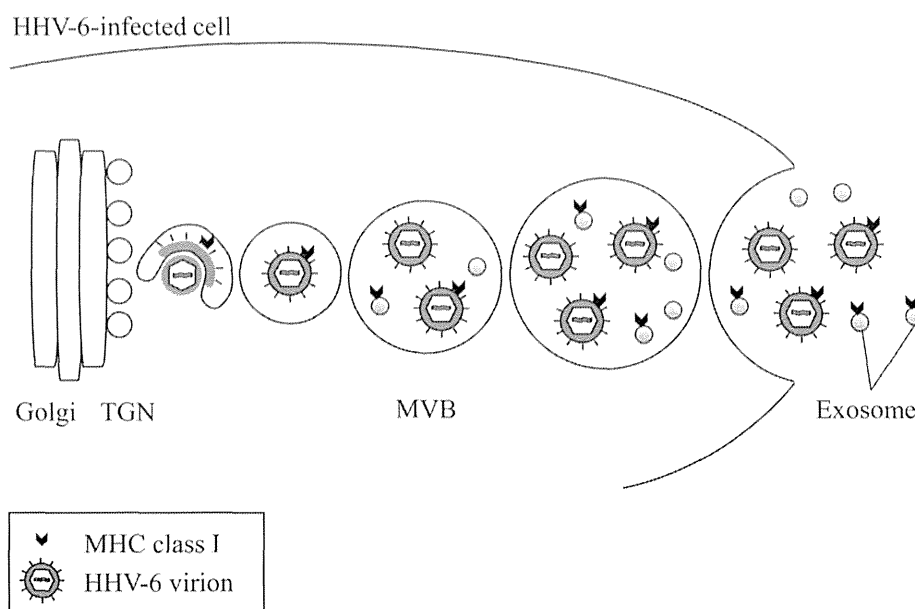 HHV-6-infected cell
Golgi TGN MVB Exosome
MHC class I
HHV-6 virion